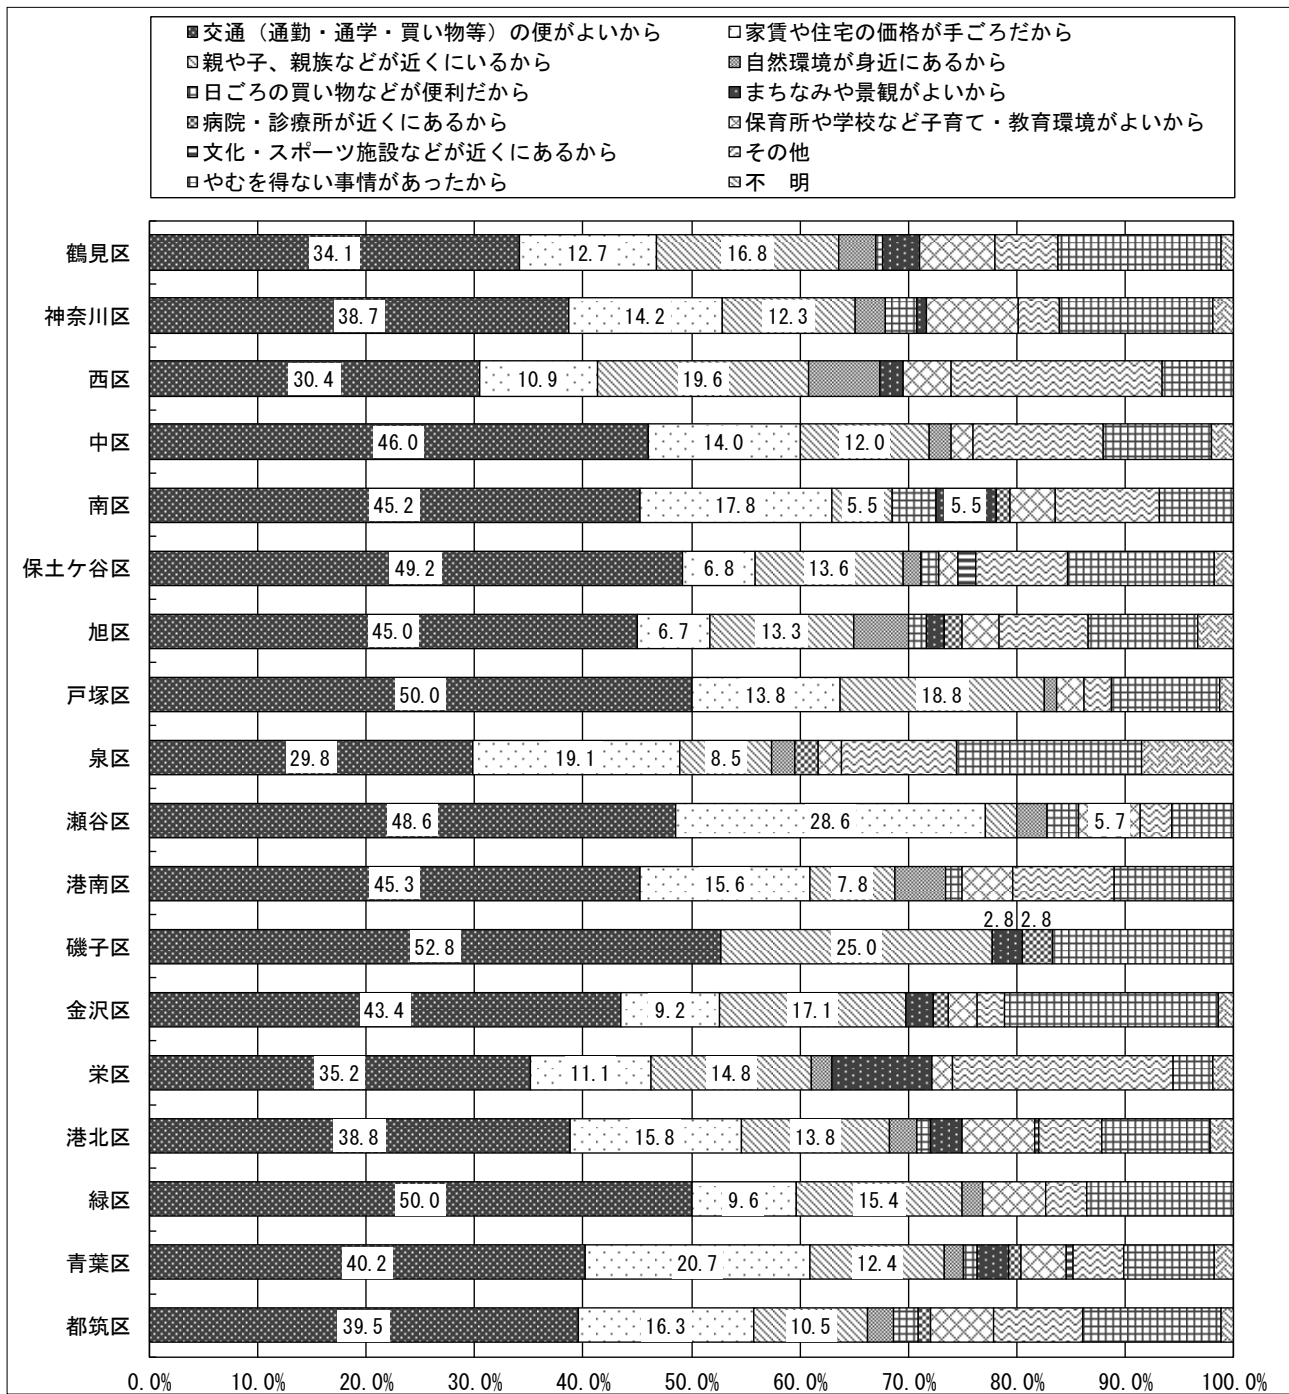 交通（通勤・通学・買い物等）の便がよいから 家賃や住宅の価格が手ごろだから
親や子、親族などが近くにいるから 自然環境が身近にあるから
日ごろの買い物などが便利だから まちなみや景観がよいから
病院・診療所が近くにあるから 保育所や学校など子育て・教育環境がよいから
文化・スポーツ施設などが近くにあるから その他
やむを得ない事情があったから 不　明
鶴見区 34.1 12.7 16.8
神奈川区 38.7 14.2 12.3
西区 30.4 10.9 19.6
中区 46.0 14.0 12.0
南区 45.2 17.8 5.5 5.5
保土ケ谷区 49.2 6.8 13.6
旭区 45.0 6.7 13.3
戸塚区 50.0 13.8 18.8
泉区 29.8 19.1 8.5
瀬谷区 48.6 28.6 5.7
港南区 45.3 15.6 7.8
2.8 2.8
磯子区 52.8 25.0
金沢区 43.4 9.2 17.1
栄区 35.2 11.1 14.8
港北区 38.8 15.8 13.8
緑区 50.0 9.6 15.4
青葉区 40.2 20.7 12.4
都筑区 39.5 16.3 10.5
0.0% 10.0% 20.0% 30.0% 40.0% 50.0% 60.0% 70.0% 80.0% 90.0% 100.0%